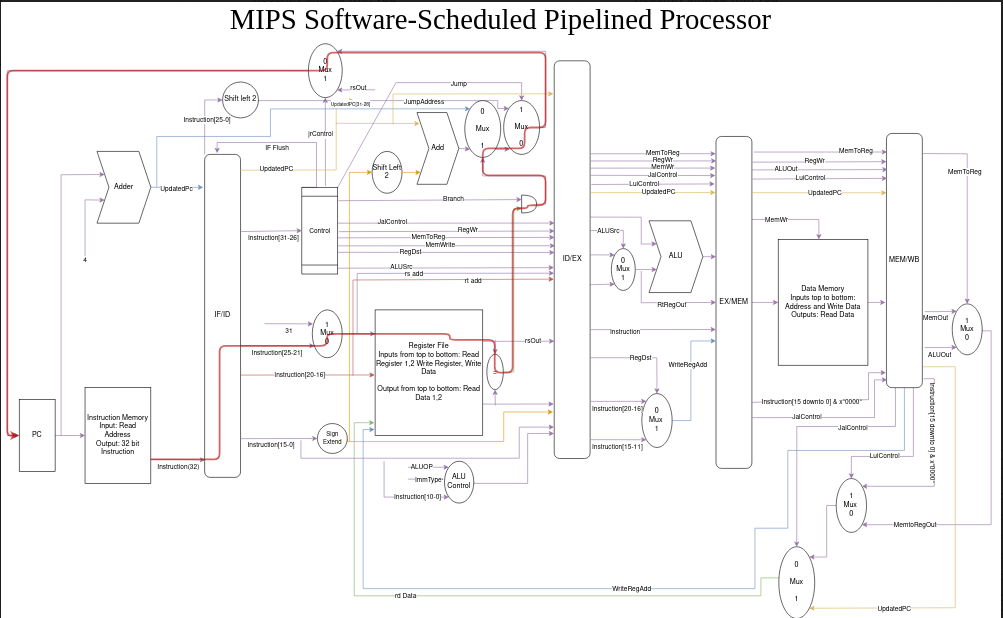 MIPS Software-Scheduled Pipelined Processor
0
Mux
1
rsOut
Jump
Shift left 2
UpdatedPC[31-28]
JumpAddress
Instruction[25-0]
jrControl
0
Mux
1
1
Mux
0
IF Flush
Add
MemToReg
RegWr
MemWr
JalControl
LuiControl
UpdatedPC
MemToReg
RegWr
ALUOut
LuiControl
UpdatedPC
MemToReg
Adder
UpdatedPc
UpdatedPC
Shift Left
2
Branch
Instruction[31-26]
Control
JalControl
RegWr
MemToReg
MemWrite
RegDst
ALUSrc
rs add
rt add
4
ID/EX
ALUSrc
0
Mux
1
ALU
RtRegOut
MemWr
Data Memory
Inputs top to bottom:
Address and Write Data
Outputs: Read Data
EX/MEM
MEM/WB
IF/ID
31
1
Mux
0
Instruction[25-21]
Register File
Inputs from top to bottom: Read
Register 1,2 Write Register, Write
Data
Output from top to bottom: Read
Data 1,2
rsOut
Instruction
MemOut
1
Mux
0
ALUOut
Instruction[20-16]
RegDst
WriteRegAdd
PC
Instruction Memory
Input: Read
Address
Output: 32 bit
Instruction
Instruction(32)
Instruction[15-0]
Sign
Extend
Instruction[20-16]
0
Mux
1
Instruction[15-11]
Instruction[15 downto 0] & x"0000"
JalControl
JalControl
Instruction[15 downto 0] & x"0000"
ALUOP
ImmType
Instruction[10-0]
ALU
Control
LuiControl
1
Mux
0
MemtoRegOut
0
Mux
1
WriteRegAdd
rd Data
UpdatedPC